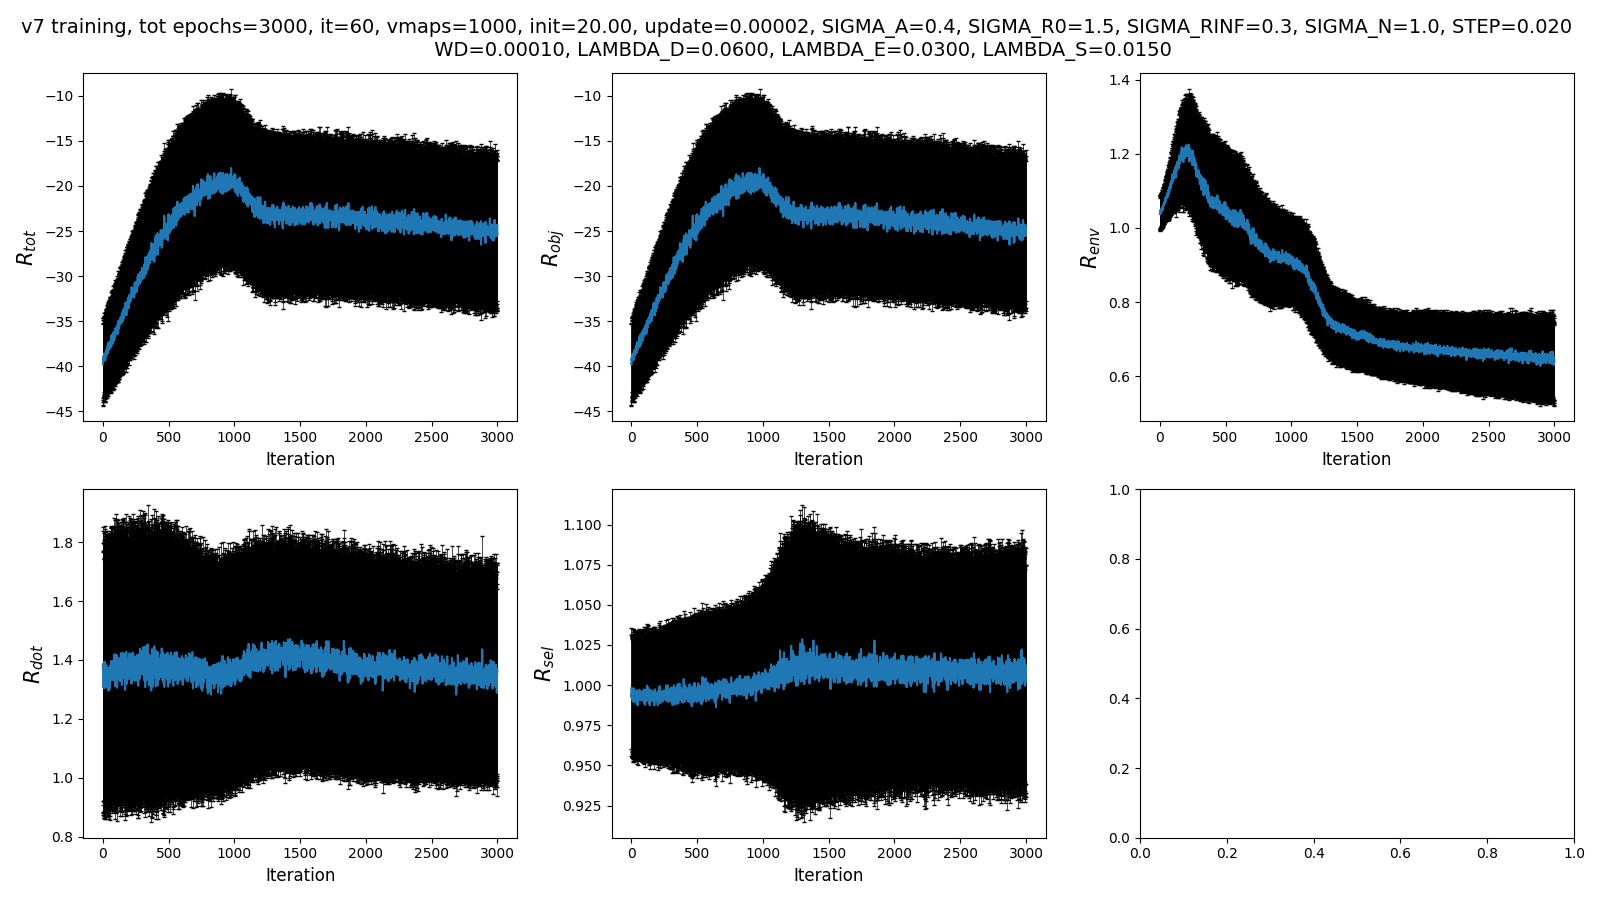 v7 training, tot epochs=3000, it=60, vmaps=1000, init=20.00, update=0.00002, SIGMA_A=0.4, SIGMA_R0=1.5, SIGMA_RINF=0.3, SIGMA_N=1.0, STEP=0.020
WD=0.00010, LAMBDA_D=0.0600, LAMBDA_E=0.0300, LAMBDA_S=0.0150
R_tot
−10
−15
−20
−25
−30
−35
−40
−45
0 500 1000 1500 2000 2500 3000
Iteration
R_obj
−10
−15
−20
−25
−30
−35
−40
−45
0 500 1000 1500 2000 2500 3000
Iteration
R_env
1.4
1.2
1.0
0.8
0.6
0 500 1000 1500 2000 2500 3000
Iteration
R_dot
1.8
1.6
1.4
1.2
1.0
0.8
0 500 1000 1500 2000 2500 3000
Iteration
R_sel
1.100
1.075
1.050
1.025
1.000
0.975
0.950
0.925
0 500 1000 1500 2000 2500 3000
Iteration
1.0
0.8
0.6
0.4
0.2
0.0
0.0 0.2 0.4 0.6 0.8 1.0